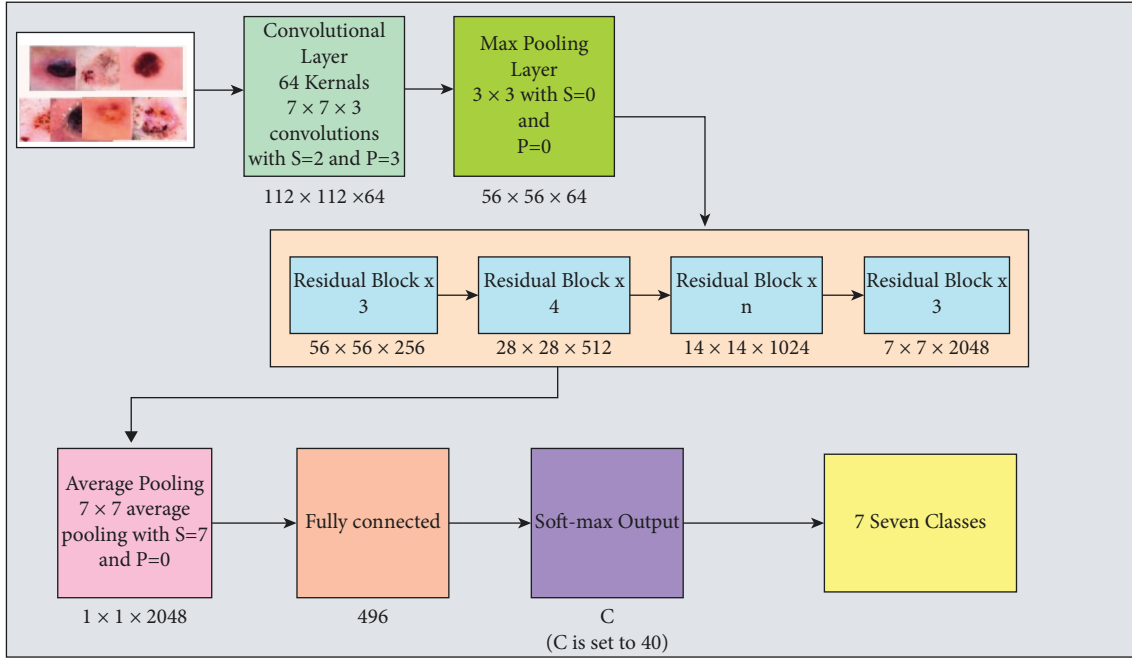 Convolutional
Layer
64 Kernals
7 × 7 × 3
convolutions
with S=2 and P=3
112 × 112 ×64
Max Pooling
Layer
3 × 3 with S=0
and
P=0
56 × 56 × 64
Residual Block x
3
56 × 56 × 256
Residual Block x
4
28 × 28 × 512
Residual Block x
n
14 × 14 × 1024
Residual Block x
3
7 × 7 × 2048
Average Pooling
7 × 7 average
pooling with S=7
and P=0
1 × 1 × 2048
Fully connected
496
Soft-max Output
C
(C is set to 40)
7 Seven Classes